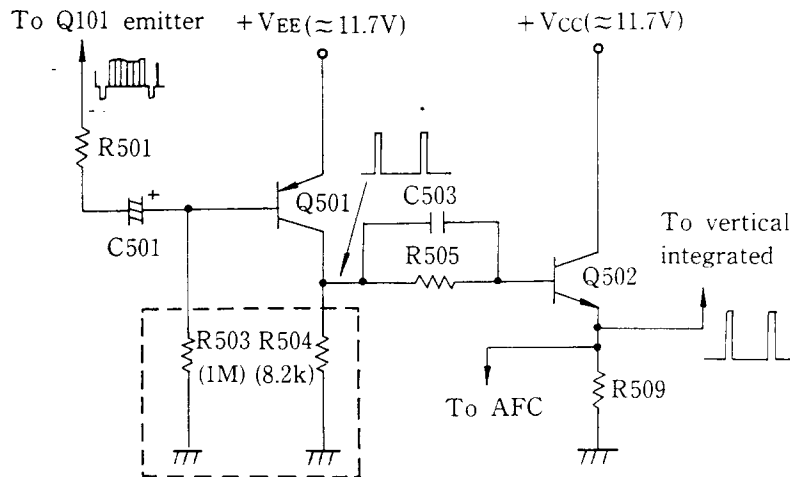 To Q101 emitter
+VEE(≈11.7V)
+VCC(≈11.7V)
R501
C501
+
Q501
C503
R505
Q502
To vertical
integrated
R503
(1M)
R504
(8.2k)
To AFC
R509